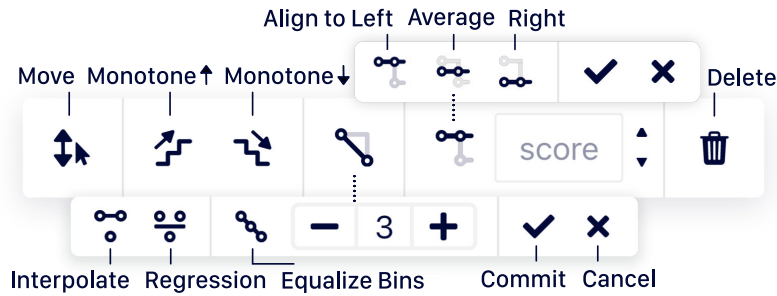 Align to Left Average Right
Move Monotone↑ Monotone↓ Delete
score
3
Interpolate Regression Equalize Bins Commit Cancel